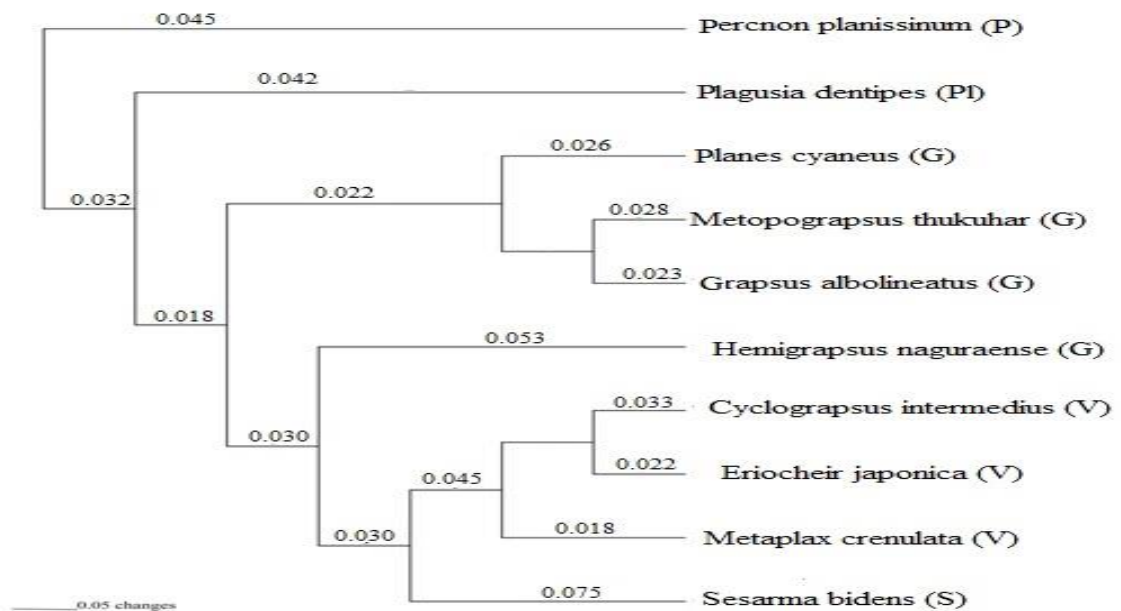 0.045
Percnon planissinum (P)
0.042
Plagusia dentipes (Pl)
0.026
Planes cyaneus (G)
0.032
0.022
0.028
Metopograpsus thukuhar (G)
0.023
Grapsus albolineatus (G)
0.018
0.053
Hemigrapsus naguraense (G)
0.033
Cyclograpsus intermedius (V)
0.030
0.022
Eriocheir japonica (V)
0.045
0.018
Metaplax crenulata (V)
0.030
0.075
Sesarma bidens (S)
0.05 changes